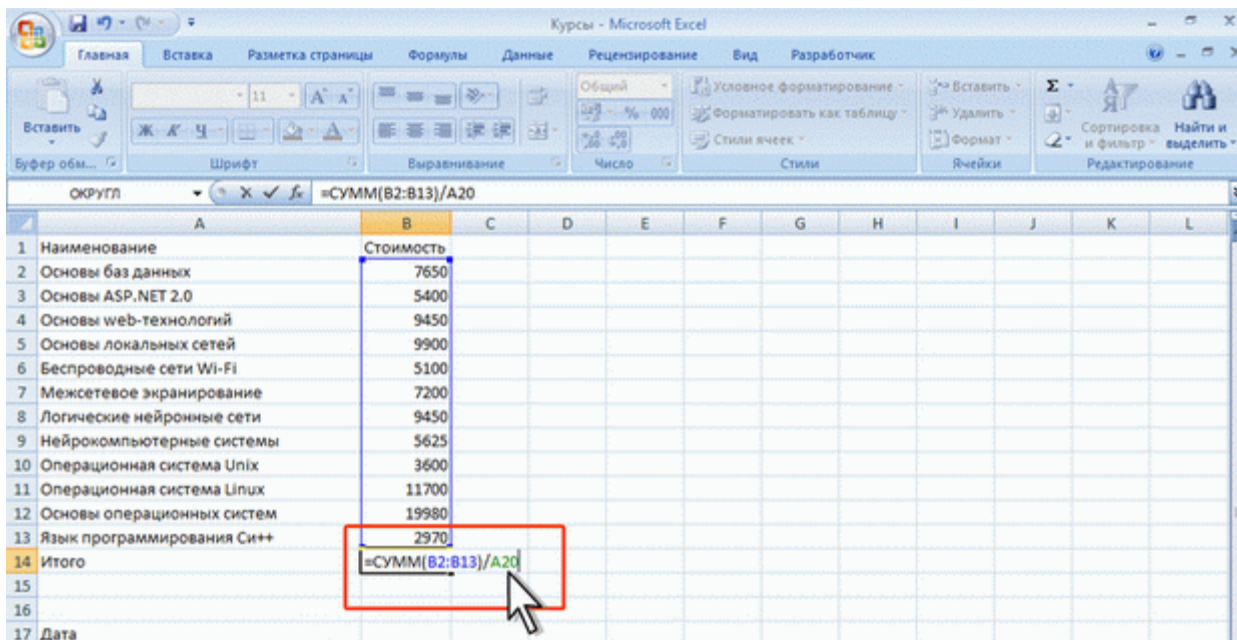 Курсы - Microsoft Excel
Главная Вставка Разметка страницы Формулы Данные Рецензирование Вид Разработчик
Вставить
11 А А
Ж К Ч А
Общий
% 000
Условное форматирование
Форматировать как таблицу
Стили ячеек
Вставить
Удалить
Формат
Σ
Сортировка и фильтр
Найти и выделить
Буфер обм... Шрифт Выравнивание Число Стили Ячейки Редактирование
ОКРУГЛ fx =СУММ(B2:B13)/A20
A B C D E F G H I J K L
1 Наименование Стоимость
2 Основы баз данных 7650
3 Основы ASP.NET 2.0 5400
4 Основы web-технологий 9450
5 Основы локальных сетей 9900
6 Беспроводные сети Wi-Fi 5100
7 Межсетевое экранирование 7200
8 Логические нейронные сети 9450
9 Нейрокомпьютерные системы 5625
10 Операционная система Unix 3600
11 Операционная система Linux 11700
12 Основы операционных систем 19980
13 Язык программирования Си++ 2970
14 Итого =СУММ(B2:B13)/A20
15
16
17 Дата